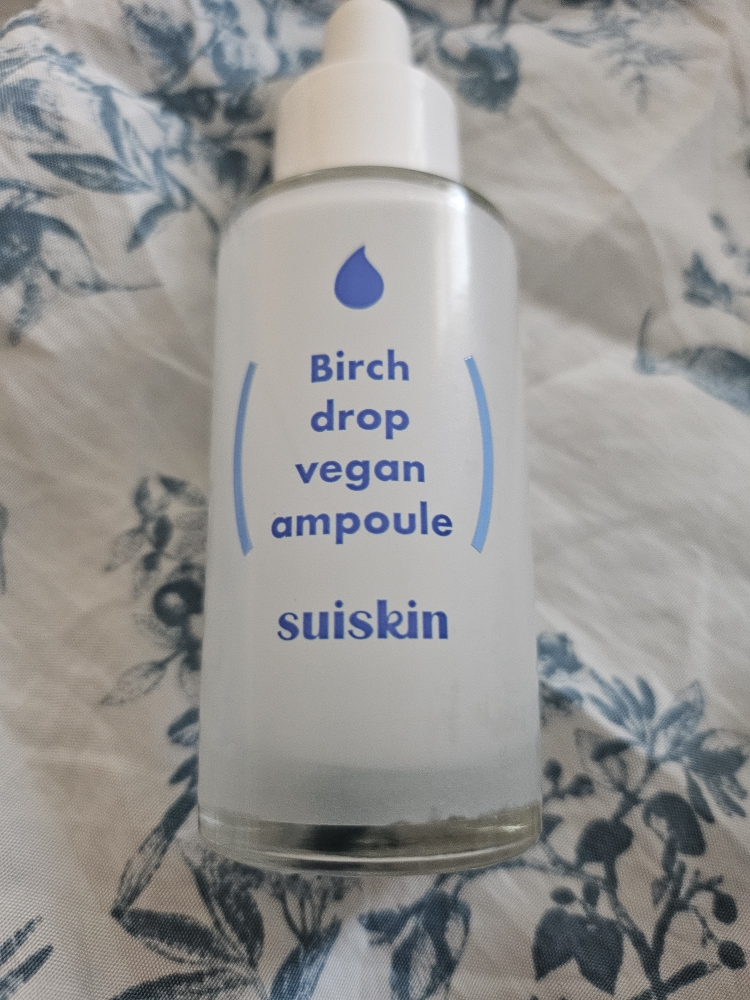 Birch
drop
vegan
ampoule
suiskin